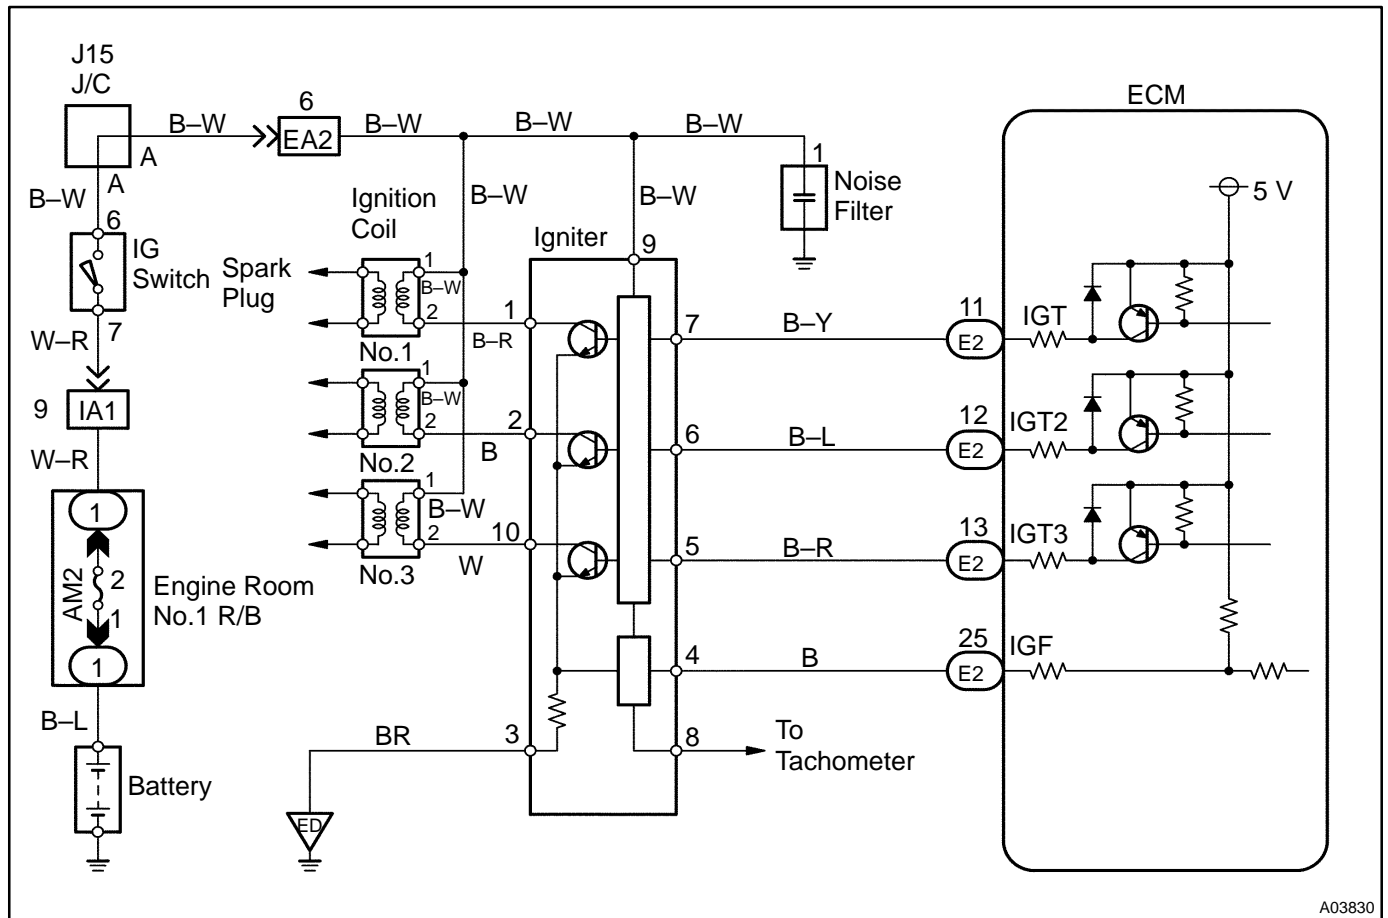 J15
J/C
A
A
B–W
6
EA2
B–W
B–W
B–W
B–W
B–W
B–W
1
Noise
Filter
6
IG
Switch
7
W–R
9
IA1
W–R
1
AM2
2
1
1
Engine Room
No.1 R/B
B–L
Battery
Ignition
Coil
Spark
Plug
1
B–W
2
B–R
No.1
1
B–W
2
B
No.2
1
B–W
2
W
No.3
Igniter
9
1
2
10
3
7
6
5
4
8
B–Y
B–L
B–R
B
BR
ED
To
Tachometer
ECM
5 V
11
E2
IGT
12
E2
IGT2
13
E2
IGT3
25
E2
IGF
A03830